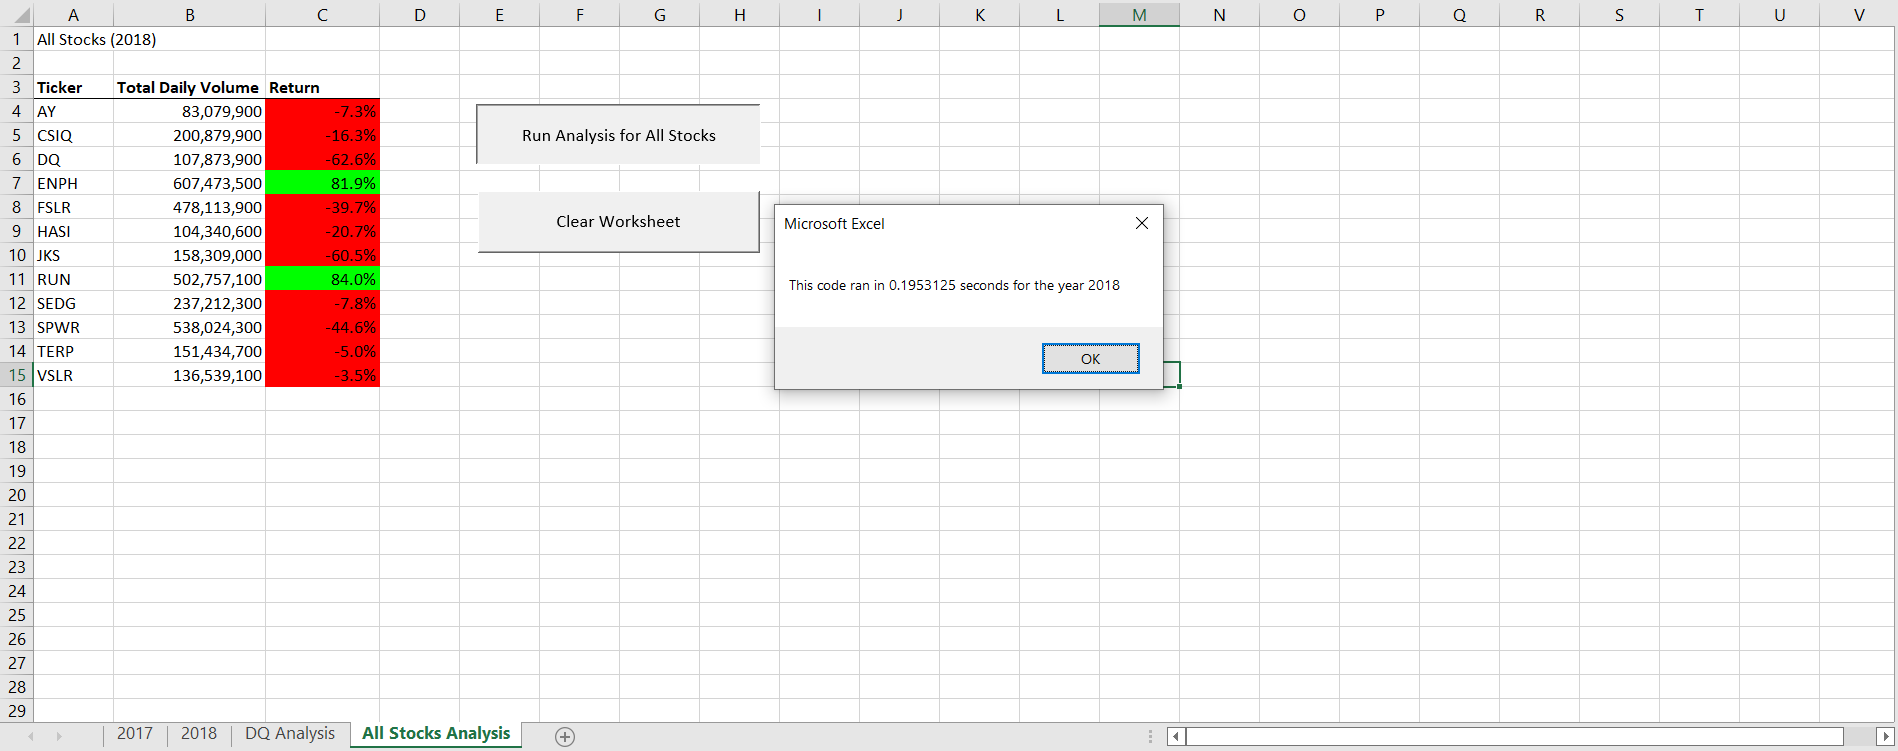 A B C D E F G H I J K L M N O P Q R S T U V
1 All Stocks (2018)
2
3 Ticker Total Daily Volume Return
4 AY 83,079,900 -7.3%
5 CSIQ 200,879,900 -16.3%
6 DQ 107,873,900 -62.6%
7 ENPH 607,473,500 81.9%
8 FSLR 478,113,900 -39.7%
9 HASI 104,340,600 -20.7%
10 JKS 158,309,000 -60.5%
11 RUN 502,757,100 84.0%
12 SEDG 237,212,300 -7.8%
13 SPWR 538,024,300 -44.6%
14 TERP 151,434,700 -5.0%
15 VSLR 136,539,100 -3.5%
16
17
18
19
20
21
22
23
24
25
26
27
28
29
Run Analysis for All Stocks
Clear Worksheet
Microsoft Excel
This code ran in 0.1953125 seconds for the year 2018
OK
2017 2018 DQ Analysis All Stocks Analysis